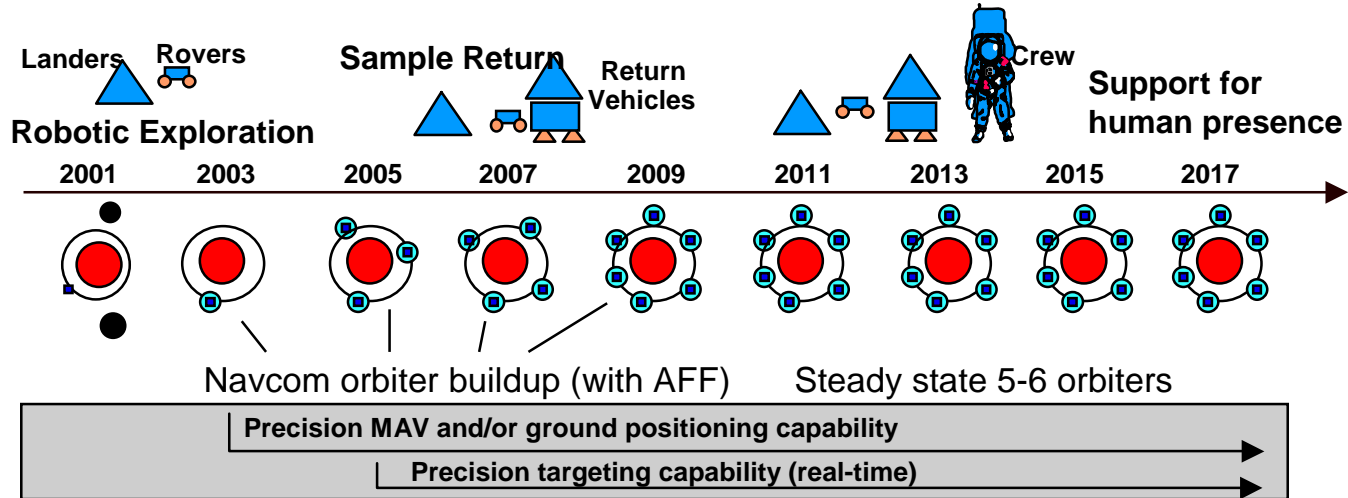 Landers
Rovers
Sample Return
Return
Vehicles
Crew
Support for
human presence
Robotic Exploration
2001 2003 2005 2007 2009 2011 2013 2015 2017
Navcom orbiter buildup (with AFF) Steady state 5-6 orbiters
Precision MAV and/or ground positioning capability
Precision targeting capability (real-time)